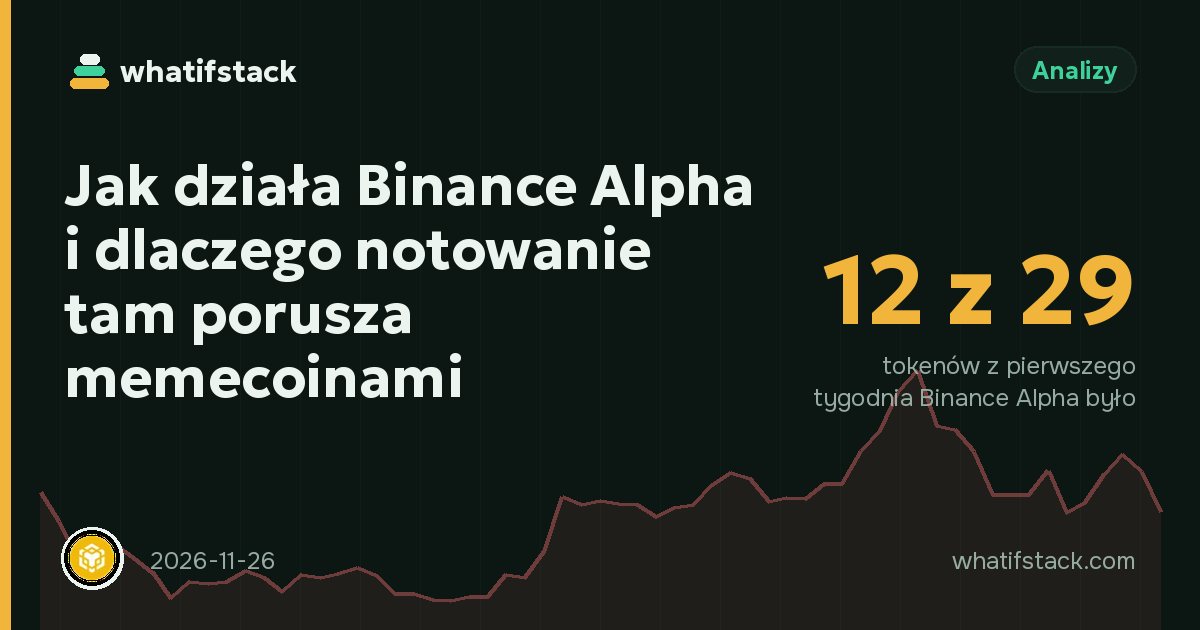 whatifstack
Analizy
Jak działa Binance Alpha
i dlaczego notowanie
tam porusza
memecoinami
12 z 29
tokenów z pierwszego
tygodnia Binance Alpha było
2026-11-26
whatifstack.com